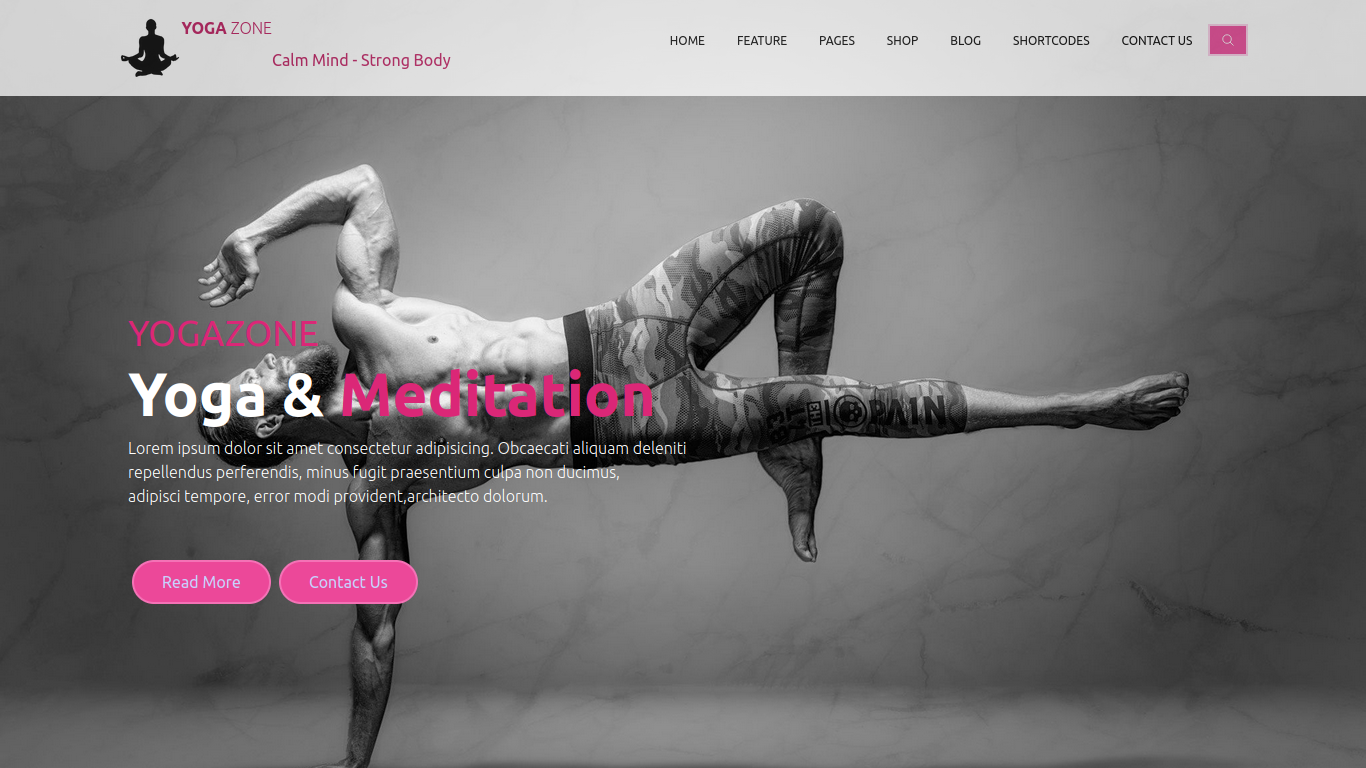 YOGA ZONE
Calm Mind - Strong Body
HOME FEATURE PAGES SHOP BLOG SHORTCODES CONTACT US
YOGAZONE
Yoga & Meditation
Lorem ipsum dolor sit amet consectetur adipisicing. Obcaecati aliquam deleniti
repellendus perferendis, minus fugit praesentium culpa non ducimus,
adipisci tempore, error modi provident,architecto dolorum.
PAIN
Read More Contact Us